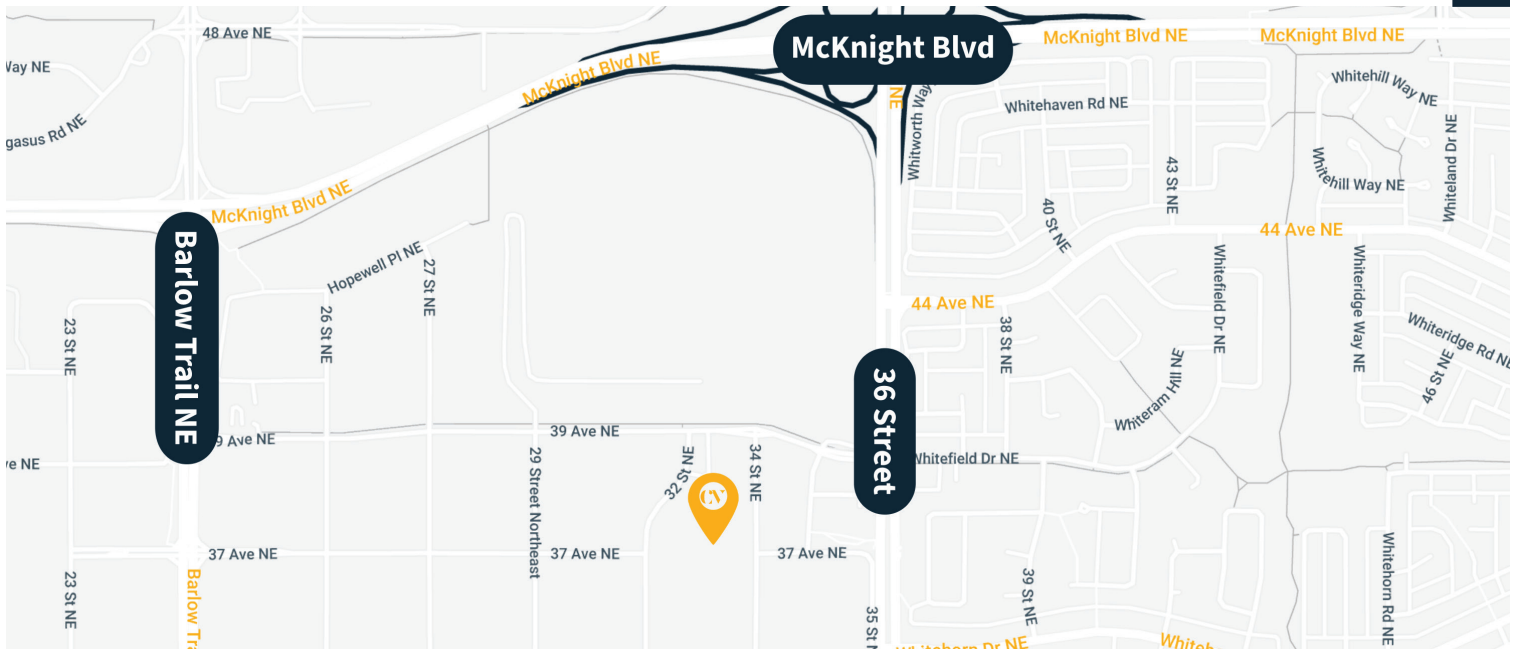 48 Ave NE
McKnight Blvd
McKnight Blvd NE
McKnight Blvd NE
McKnight Blvd NE
NE
Whitworth Way
Whitehaven Rd NE
Whitehill Way NE
Whiteland Dr NE
43 St NE
Whitehill Way NE
McKnight Blvd NE
Barlow Trail NE
40 St NE
44 Ave NE
Hopewell Pl NE
27 St NE
26 St NE
23 St NE
44 Ave NE
38 St NE
Whitefield Dr NE
Whiteridge Way NE
Whiteridge Rd NE
46 St NE
Whiteram Hill NE
36 Street
9 Ave NE
39 Ave NE
ve NE
29 Street Northeast
32 St NE
34 St NE
CV
Whitefield Dr NE
37 Ave NE
37 Ave NE
37 Ave NE
23 St NE
Barlow Tra
35 St N
39 St NE
Whitehorn Rd NE
Whitehorn Dr NE
Whiteh